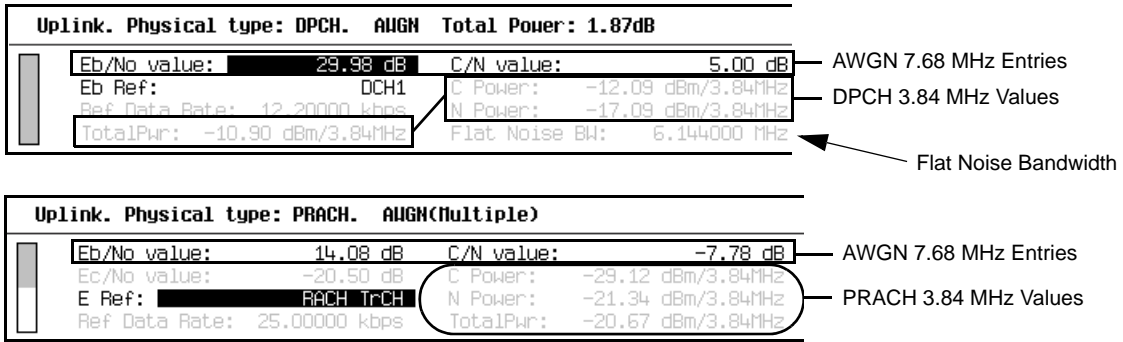 Uplink. Physical type: DPCH. AWGN Total Power: 1.87dB
Eb/No value: 29.98 dB C/N value: 5.00 dB
AWGN 7.68 MHz Entries
Eb Ref: DCH1 C Power: -12.09 dBm/3.84MHz
DPCH 3.84 MHz Values
Ref Data Rate: 12.20000 kbps N Power: -17.09 dBm/3.84MHz
TotalPwr: -10.90 dBm/3.84MHz Flat Noise BW: 6.144000 MHz
Flat Noise Bandwidth
Uplink. Physical type: PRACH. AWGN(Multiple)
Eb/No value: 14.08 dB C/N value: -7.78 dB
AWGN 7.68 MHz Entries
Ec/No value: -20.50 dB C Power: -29.12 dBm/3.84MHz
E Ref: RACH TrCH N Power: -21.34 dBm/3.84MHz
PRACH 3.84 MHz Values
Ref Data Rate: 25.00000 kbps TotalPwr: -20.67 dBm/3.84MHz